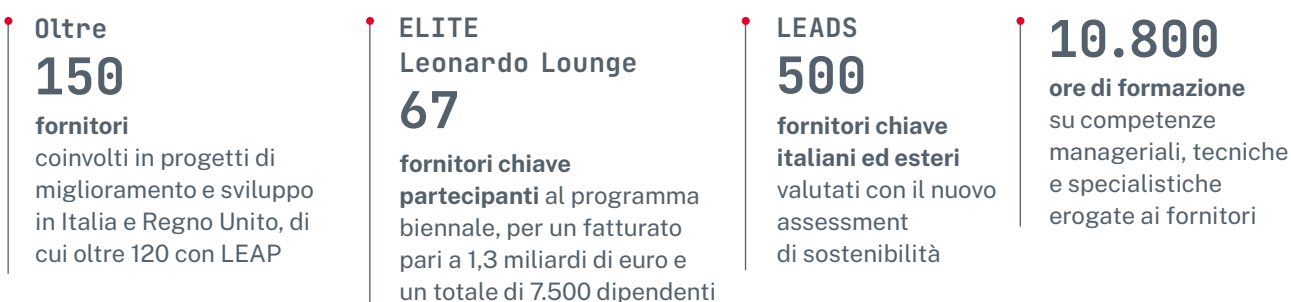 Oltre
150
fornitori
coinvolti in progetti di
miglioramento e sviluppo
in Italia e Regno Unito, di
cui oltre 120 con LEAP
ELITE
Leonardo Lounge
67
fornitori chiave
partecipanti al programma
biennale, per un fatturato
pari a 1,3 miliardi di euro e
un totale di 7.500 dipendenti
LEADS
500
fornitori chiave
italiani ed esteri
valutati con il nuovo
assessment
di sostenibilità
10.800
ore di formazione
su competenze
manageriali, tecniche
e specialistiche
erogate ai fornitori